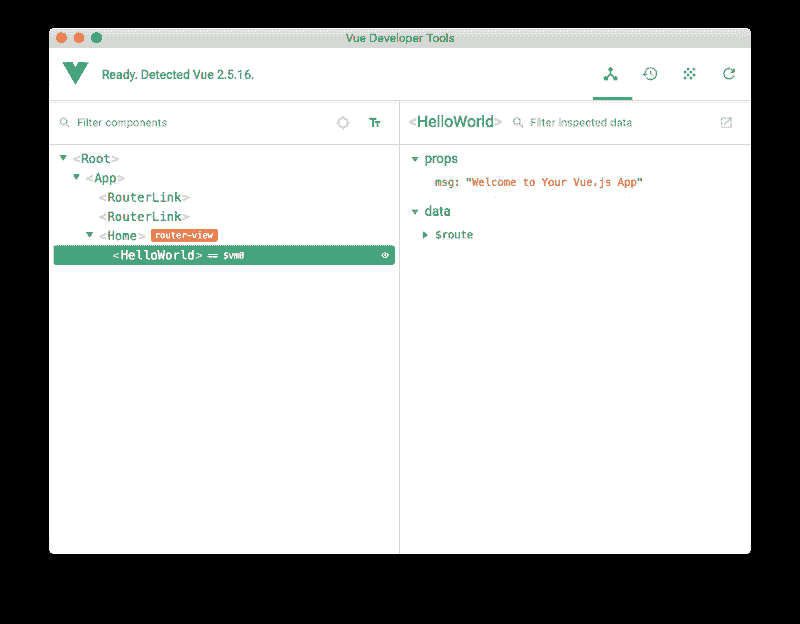 Vue Developer Tools
Ready. Detected Vue 2.5.16.
Filter components
Tт
<HelloWorld>
Filter inspected data
<Root>
<App>
<RouterLink>
<RouterLink>
<Home> router-view
<HelloWorld> == $vm0
props
msg: "Welcome to Your Vue.js App"
data
$route